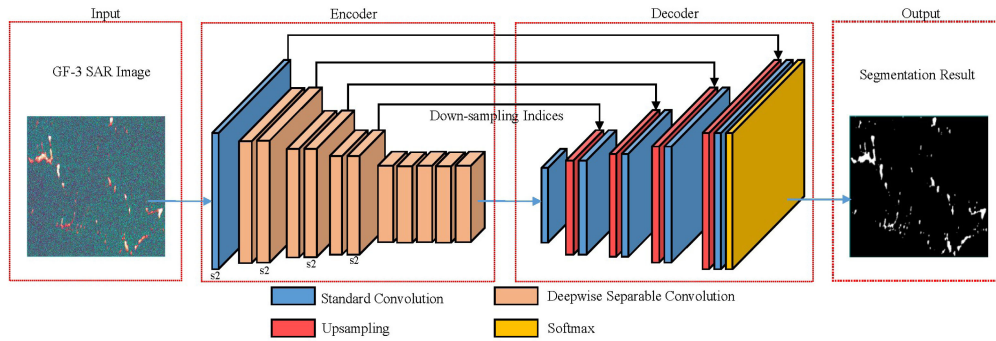 Input
Encoder
Decoder
Output
GF-3 SAR Image
Segmentation Result
Down-sampling Indices
s2
s2
s2
s2
Standard Convolution
Deepwise Separable Convolution
Upsampling
Softmax